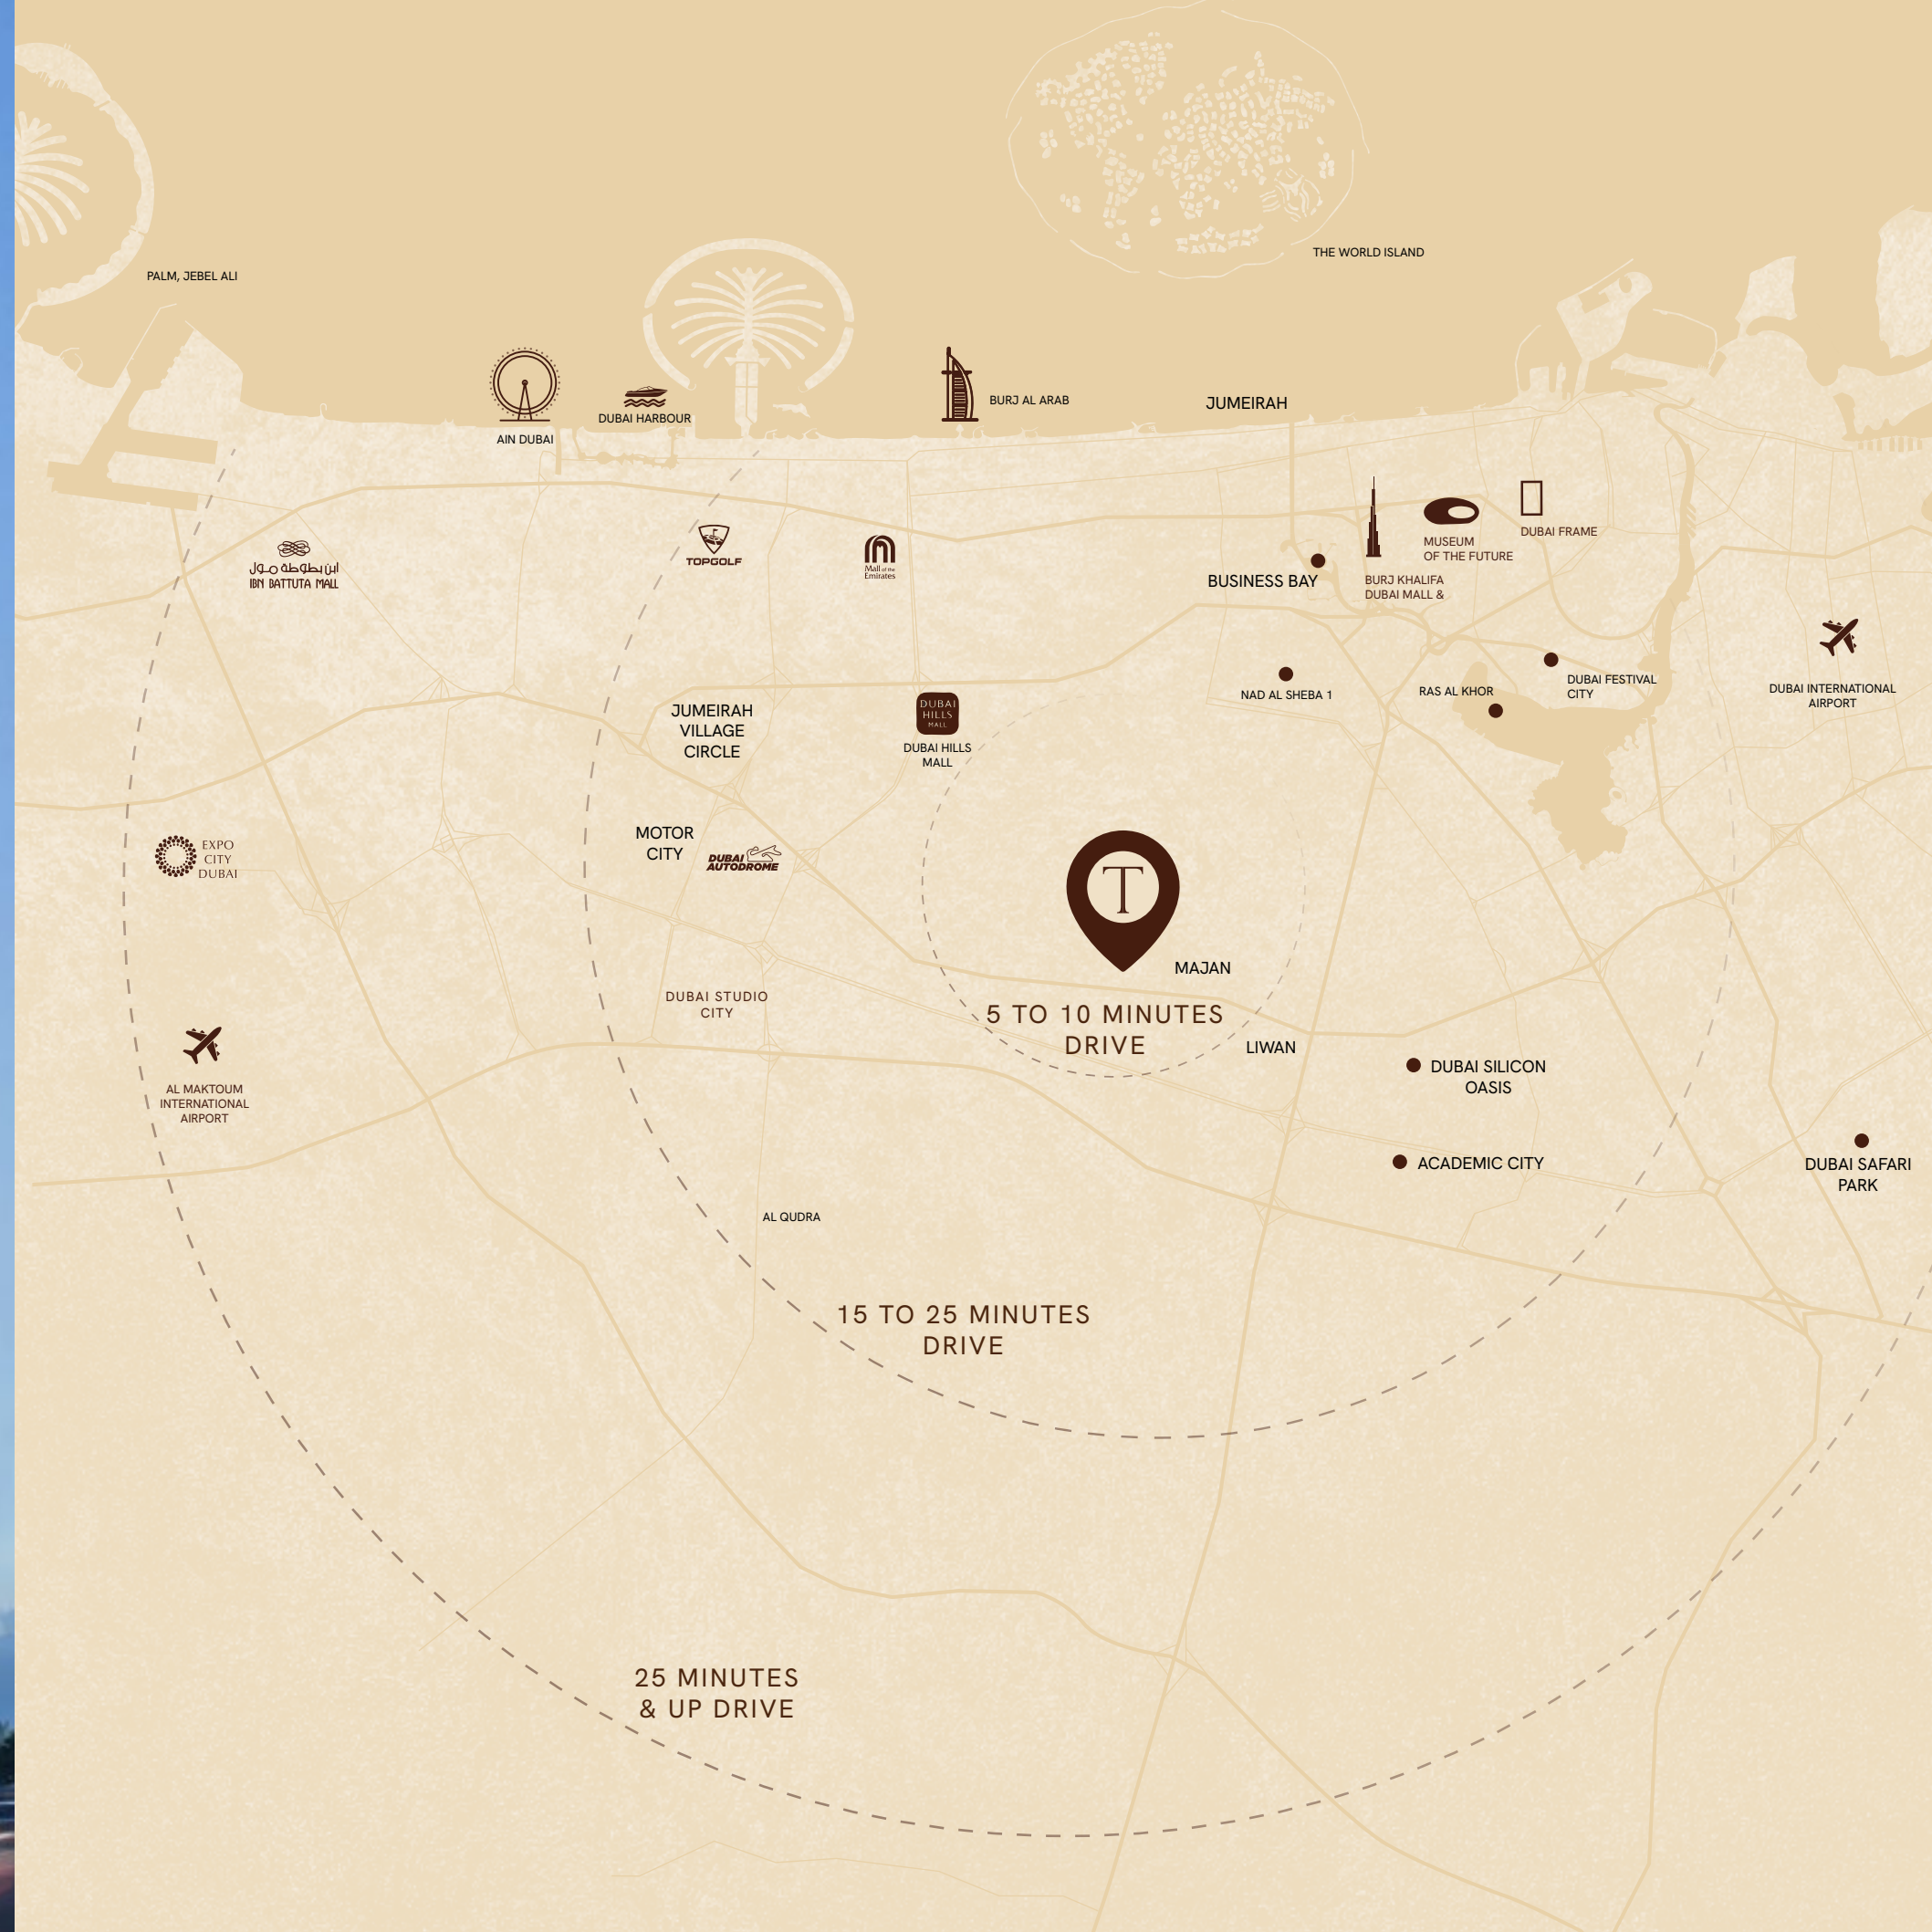 THE WORLD ISLAND
PALM, JEBEL ALI
AIN DUBAI
DUBAI HARBOUR
BURJ AL ARAB
JUMEIRAH
ابن بطوطة مول
IBN BATTUTA MALL
TOPGOLF
Mall of the
Emirates
BUSINESS BAY
BURJ KHALIFA
DUBAI MALL &
MUSEUM
OF THE FUTURE
DUBAI FRAME
NAD AL SHEBA 1
RAS AL KHOR
DUBAI FESTIVAL
CITY
DUBAI INTERNATIONAL
AIRPORT
JUMEIRAH
VILLAGE
CIRCLE
DUBAI
HILLS
MALL
DUBAI HILLS
MALL
MOTOR
CITY
DUBAI
AUTODROME
EXPO
CITY
DUBAI
T
MAJAN
5 TO 10 MINUTES
DRIVE
LIWAN
DUBAI STUDIO
CITY
AL MAKTOUM
INTERNATIONAL
AIRPORT
DUBAI SILICON
OASIS
ACADEMIC CITY
DUBAI SAFARI
PARK
AL QUDRA
15 TO 25 MINUTES
DRIVE
25 MINUTES
& UP DRIVE